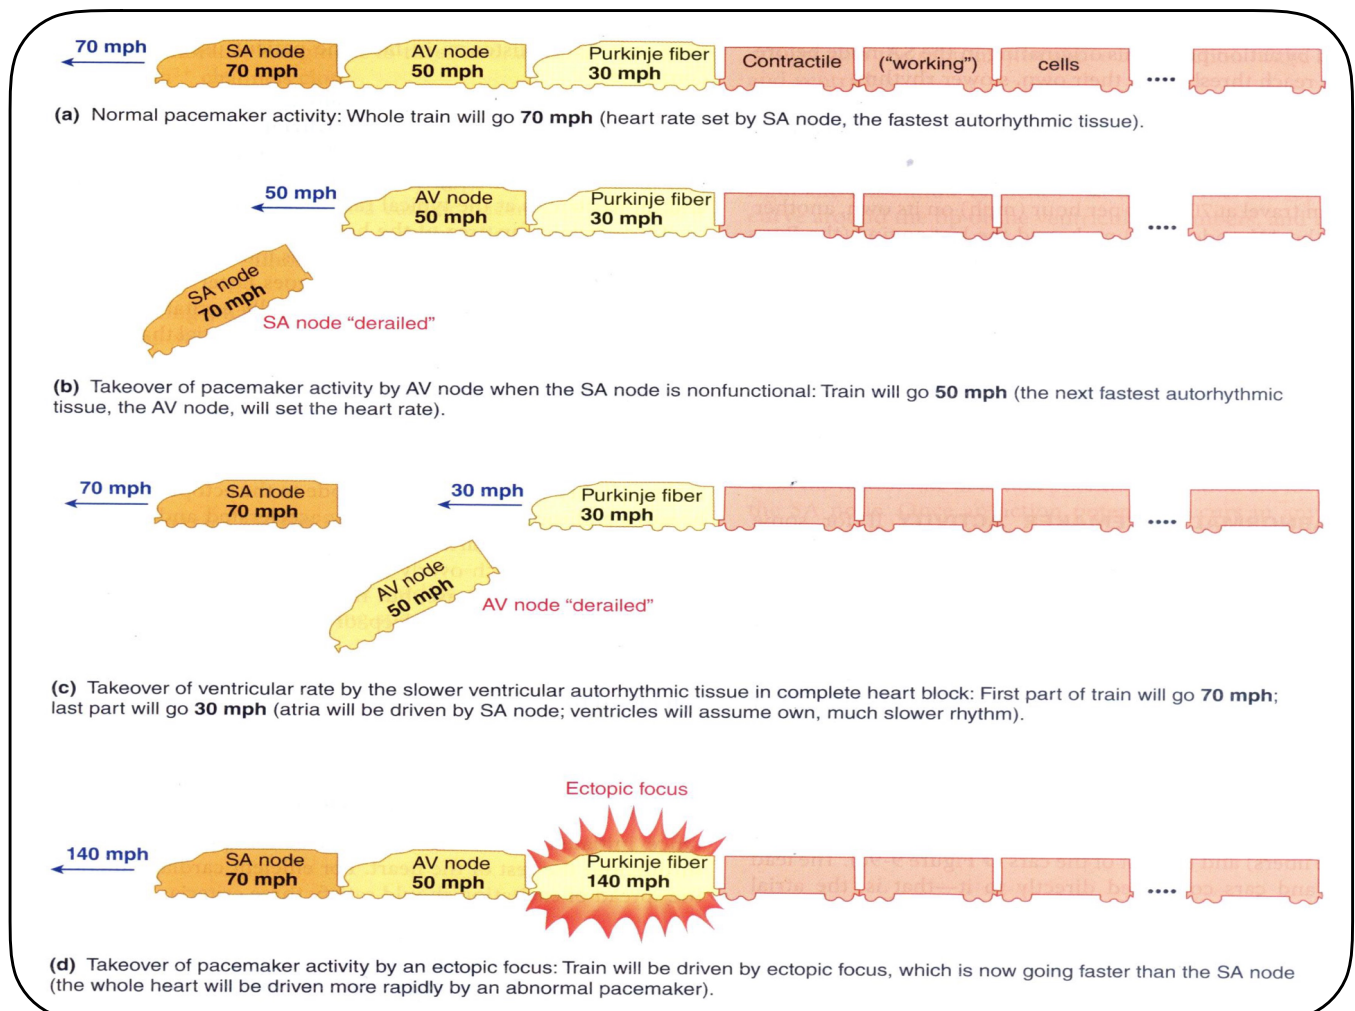 70 mph
SA node
70 mph
AV node
50 mph
Purkinje fiber
30 mph
Contractile
(“working”)
cells
(a) Normal pacemaker activity: Whole train will go 70 mph (heart rate set by SA node, the fastest autorhythmic tissue).
50 mph
AV node
50 mph
Purkinje fiber
30 mph
SA node
70 mph
SA node “derailed”
(b) Takeover of pacemaker activity by AV node when the SA node is nonfunctional: Train will go 50 mph (the next fastest autorhythmic
tissue, the AV node, will set the heart rate).
70 mph
SA node
70 mph
30 mph
Purkinje fiber
30 mph
AV node
50 mph
AV node “derailed”
(c) Takeover of ventricular rate by the slower ventricular autorhythmic tissue in complete heart block: First part of train will go 70 mph;
last part will go 30 mph (atria will be driven by SA node; ventricles will assume own, much slower rhythm).
Ectopic focus
140 mph
SA node
70 mph
AV node
50 mph
Purkinje fiber
140 mph
(d) Takeover of pacemaker activity by an ectopic focus: Train will be driven by ectopic focus, which is now going faster than the SA node
(the whole heart will be driven more rapidly by an abnormal pacemaker).